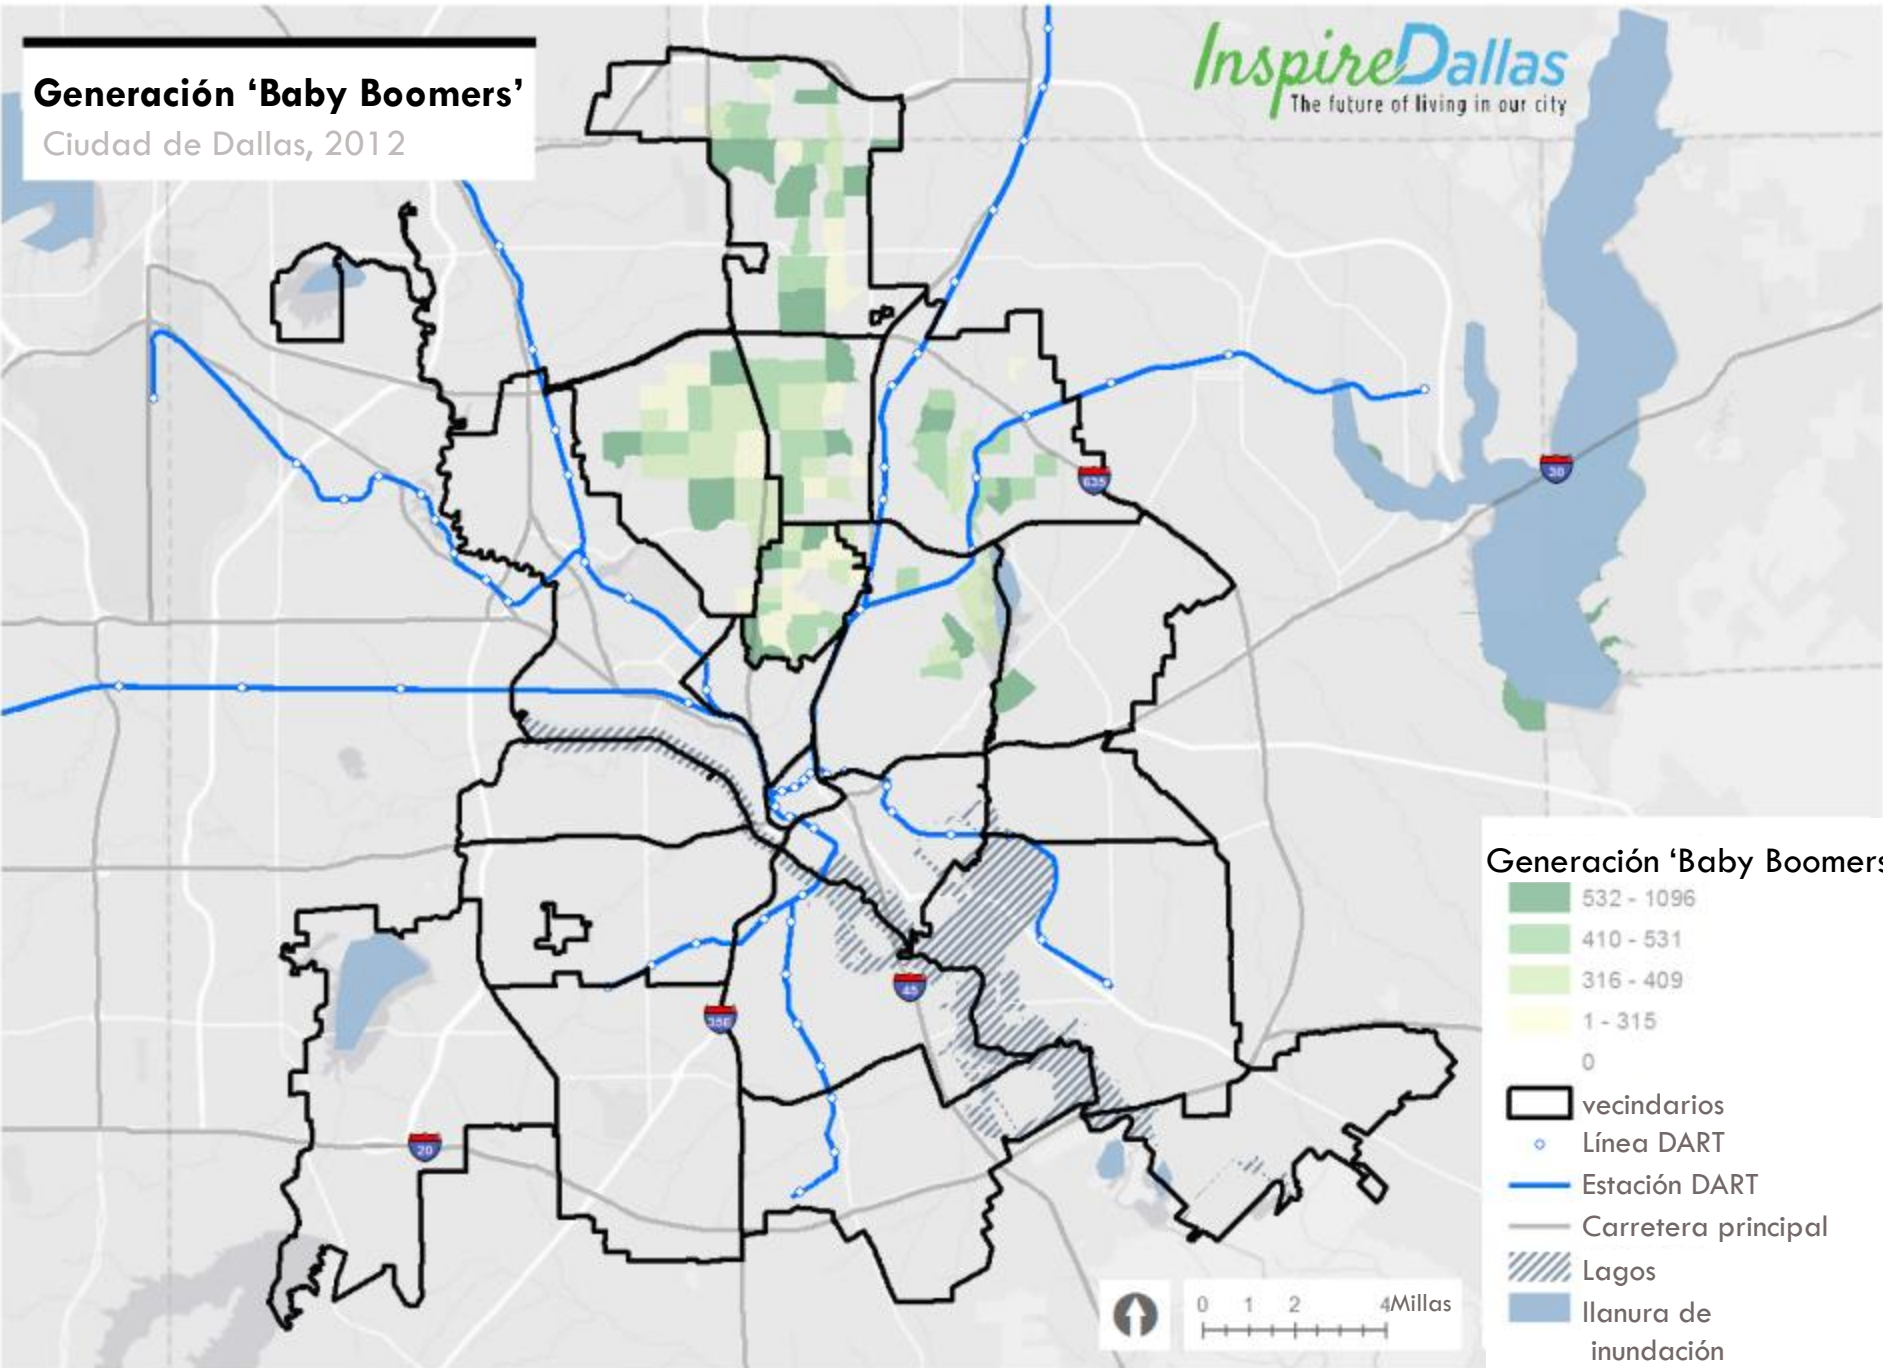 Generación ‘Baby Boomers’
Ciudad de Dallas, 2012
InspireDallas
The future of living in our city
635
30
45
35E
20
Generación ‘Baby Boomers
532 - 1096
410 - 531
316 - 409
1 - 315
0
vecindarios
Línea DART
Estación DART
Carretera principal
Lagos
llanura de
inundación
0 1 2 4Millas